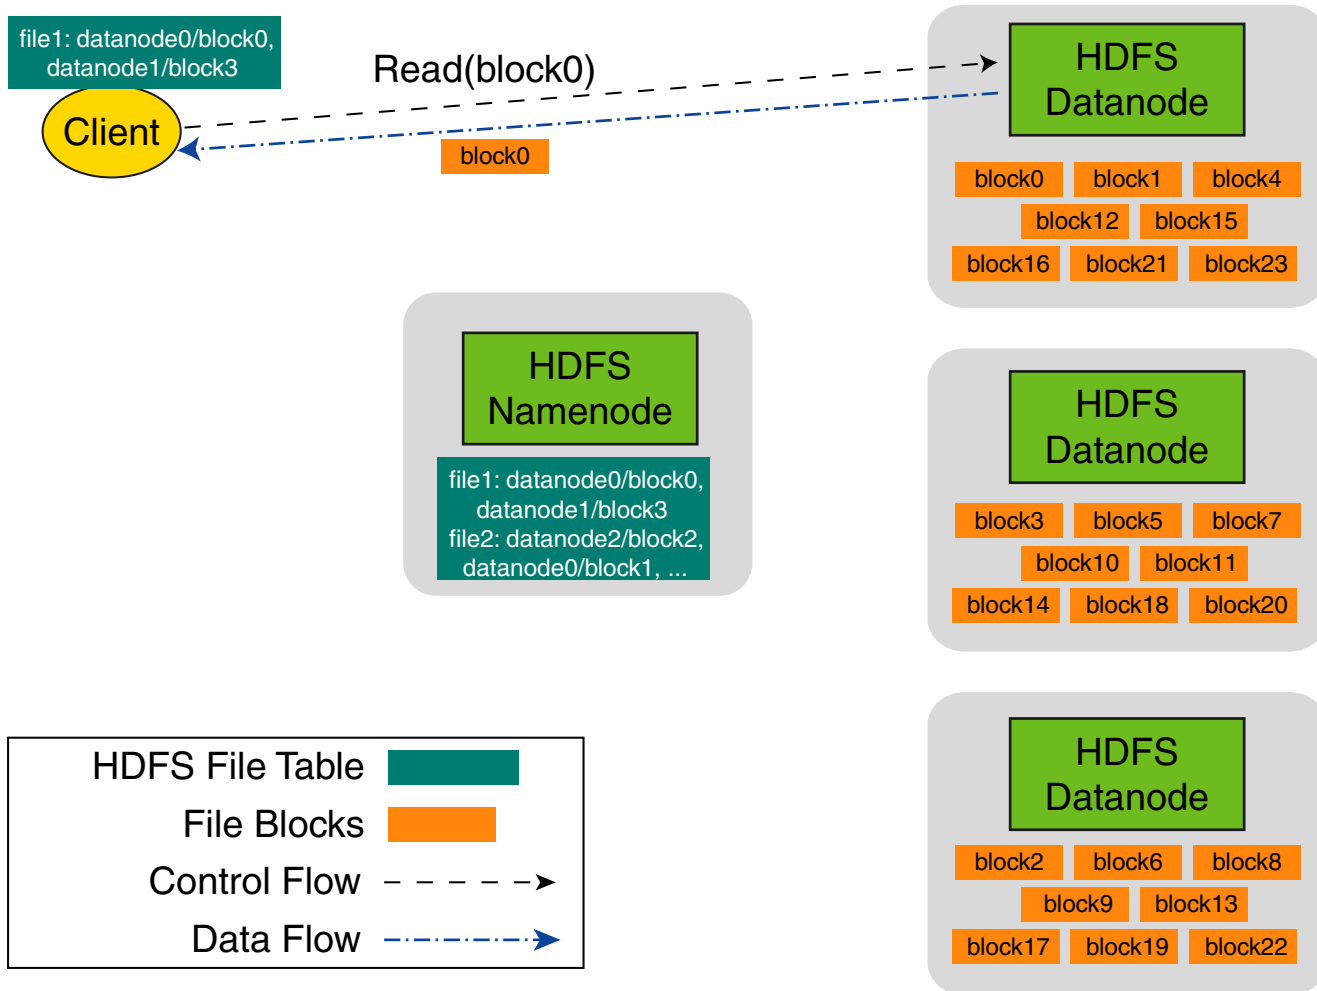 file1: datanode0/block0,
datanode1/block3
Client
Read(block0)
block0
HDFS
Datanode
block0 block1 block4
block12 block15
block16 block21 block23
HDFS
Namenode
file1: datanode0/block0,
datanode1/block3
file2: datanode2/block2,
datanode0/block1, ...
HDFS
Datanode
block3 block5 block7
block10 block11
block14 block18 block20
HDFS
Datanode
block2 block6 block8
block9 block13
block17 block19 block22
HDFS File Table
File Blocks
Control Flow
Data Flow